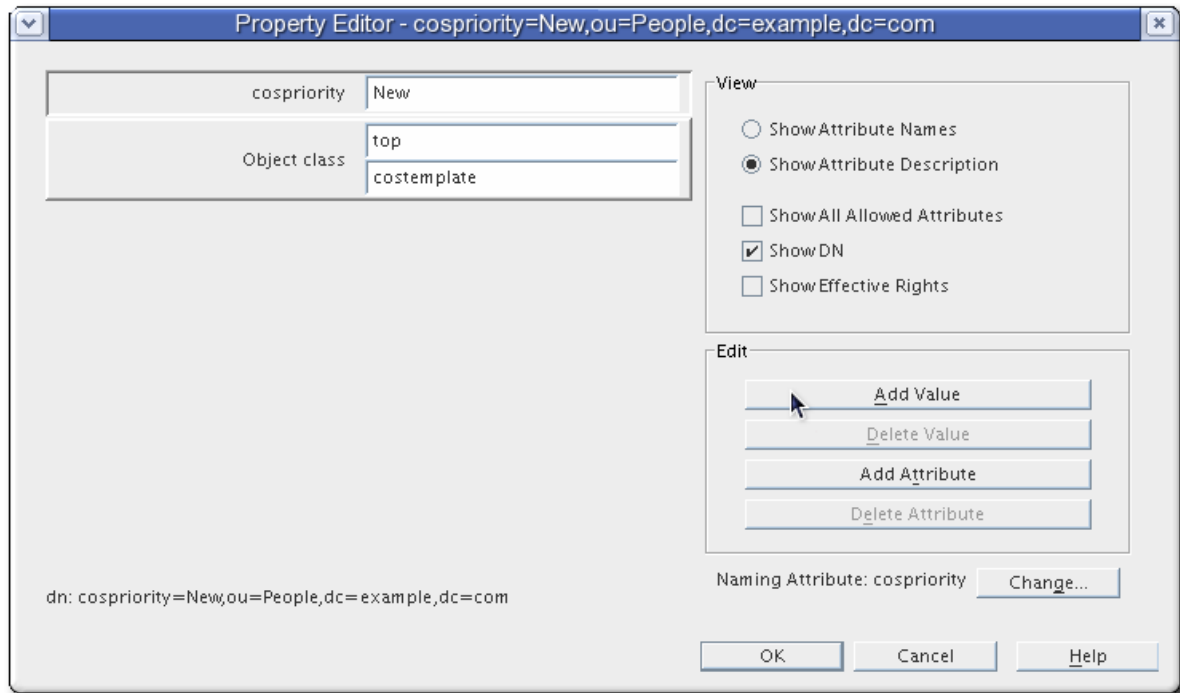 Property Editor - cospriority=New,ou=People,dc=example,dc=com
cospriority
New
Object class
top
costemplate
View
Show Attribute Names
Show Attribute Description
Show All Allowed Attributes
Show DN
Show Effective Rights
Edit
Add Value
Delete Value
Add Attribute
Delete Attribute
Naming Attribute: cospriority
Change...
dn: cospriority=New,ou=People,dc=example,dc=com
OK
Cancel
Help